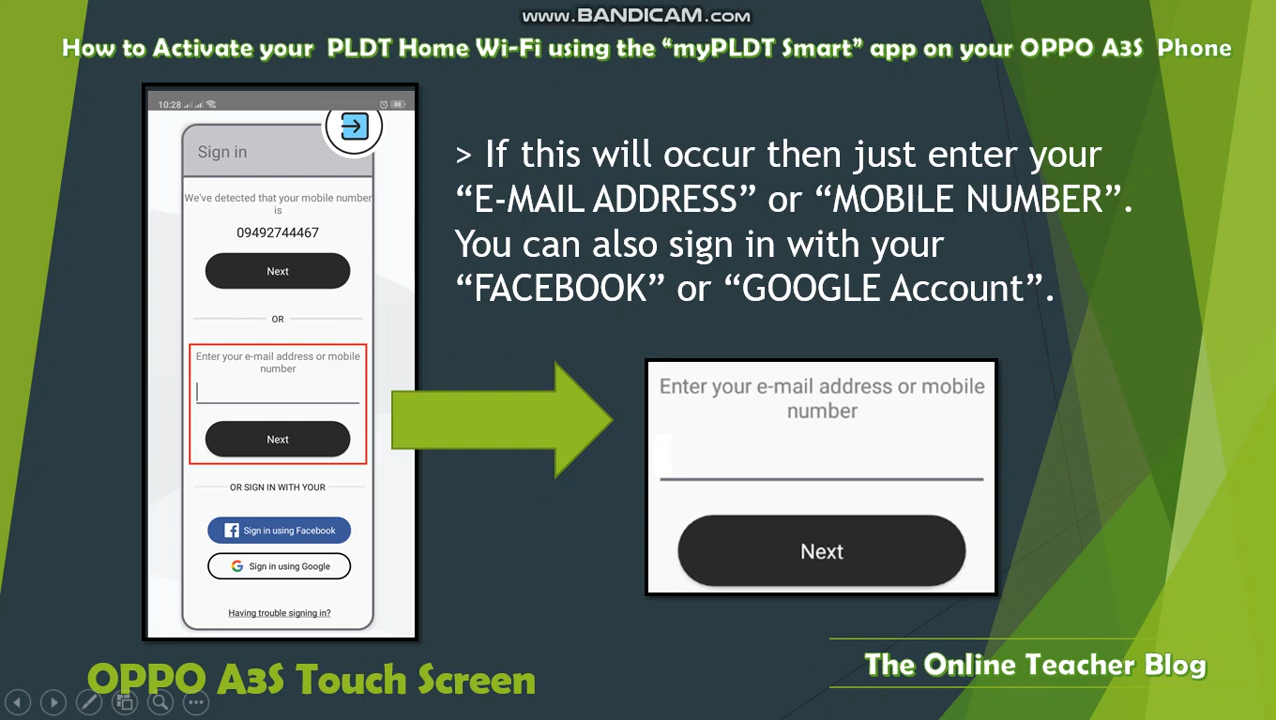 www.BANDICAM.com
How to Activate your PLDT Home Wi-Fi using the “myPLDT Smart” app on your OPPO A3S Phone
10:28
88
Sign in
We've detected that your mobile number
is
09492744467
Next
OR
Enter your e-mail address or mobile
number
Next
OR SIGN IN WITH YOUR
Sign in using Facebook
Sign in using Google
Having trouble signing in?
> If this will occur then just enter your
“E-MAIL ADDRESS” or “MOBILE NUMBER”.
You can also sign in with your
“FACEBOOK” or “GOOGLE Account”.
Enter your e-mail address or mobile
number
Next
OPPO A3S Touch Screen
The Online Teacher Blog